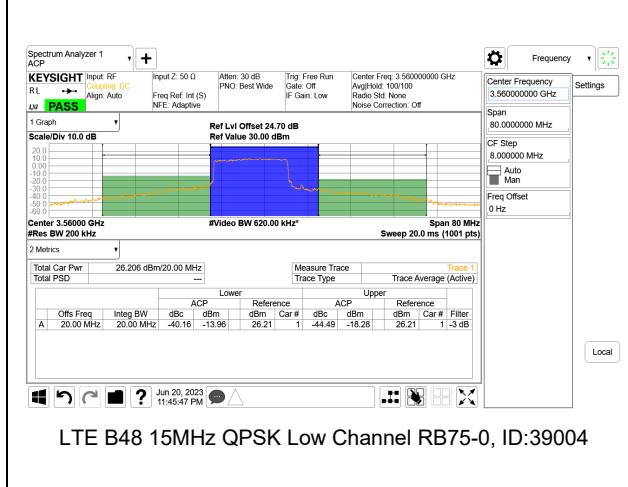 Spectrum Analyzer 1
ACP
Frequency
KEYSIGHT Input: RF Input Z: 50 Ω Atten: 30 dB Trig: Free Run Center Freq: 3.560000000 GHz
RL Coupling: DC PNO: Best Wide Gate: Off Avg|Hold: 100/100
Align: Auto Freq Ref: Int (S) IF Gain: Low Radio Std: None
LXI PASS NFE: Adaptive Noise Correction: Off
Center Frequency
3.560000000 GHz
Settings
Span
80.0000000 MHz
CF Step
8.000000 MHz
Auto
Man
Freq Offset
0 Hz
Local
1 Graph
Ref Lvl Offset 24.70 dB
Scale/Div 10.0 dB Ref Value 30.00 dBm
20.0
10.0
0.00
-10.0
-20.0
-30.0
-40.0
-50.0
-60.0
Center 3.56000 GHz #Video BW 620.00 kHz* Span 80 MHz
#Res BW 200 kHz Sweep 20.0 ms (1001 pts)
2 Metrics
Total Car Pwr 26.206 dBm/20.00 MHz Measure Trace Trace 1
Total PSD --- Trace Type Trace Average (Active)
Lower Upper
ACP Reference ACP Reference
Offs Freq Integ BW dBc dBm dBm Car # dBc dBm dBm Car # Filter
A 20.00 MHz 20.00 MHz -40.16 -13.96 26.21 1 -44.49 -18.28 26.21 1 -3 dB
Jun 20, 2023
11:45:47 PM
LTE B48 15MHz QPSK Low Channel RB75-0, ID:39004